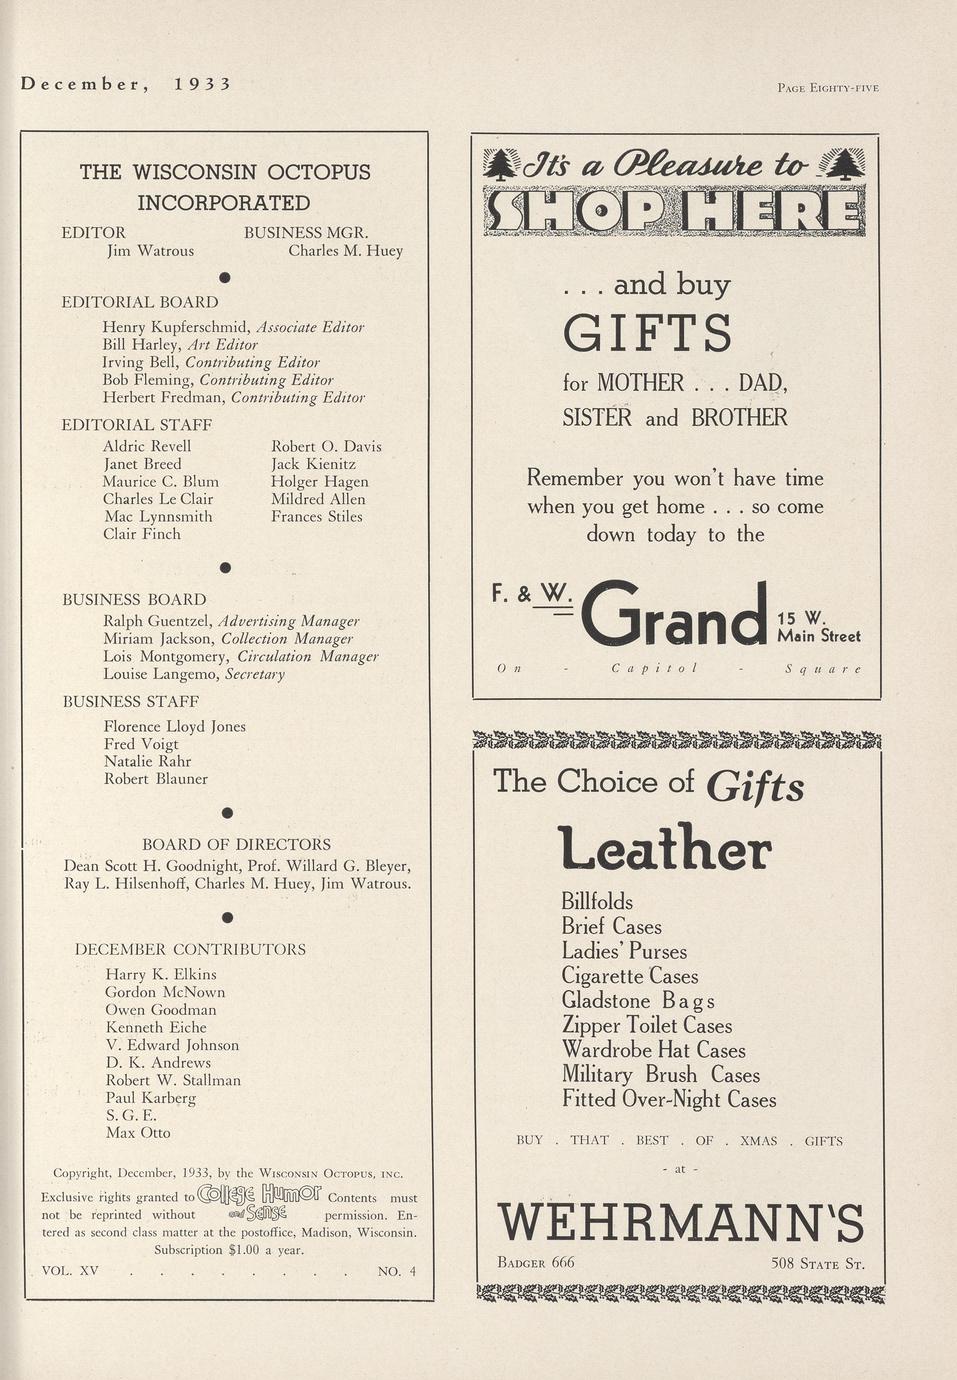 December, 1933
PAGE EIGHTY-FIVE
THE WISCONSIN OCTOPUS
INCORPORATED
EDITOR BUSINESS MGR.
Jim Watrous Charles M. Huey
EDITORIAL BOARD
Henry Kupferschmid, Associate Editor
Bill Harley, Art Editor
Irving Bell, Contributing Editor
Bob Fleming, Contributing Editor
Herbert Fredman, Contributing Editor
EDITORIAL STAFF
Aldric Revell Robert O. Davis
Janet Breed Jack Kienitz
Maurice C. Blum Holger Hagen
Charles Le Clair Mildred Allen
Mac Lynnsmith Frances Stiles
Clair Finch
BUSINESS BOARD
Ralph Guentzel, Advertising Manager
Miriam Jackson, Collection Manager
Lois Montgomery, Circulation Manager
Louise Langemo, Secretary
BUSINESS STAFF
Florence Lloyd Jones
Fred Voigt
Natalie Rahr
Robert Blauner
BOARD OF DIRECTORS
Dean Scott H. Goodnight, Prof. Willard G. Bleyer,
Ray L. Hilsenhoff, Charles M. Huey, Jim Watrous.
DECEMBER CONTRIBUTORS
Harry K. Elkins
Gordon McNown
Owen Goodman
Kenneth Eiche
V. Edward Johnson
D. K. Andrews
Robert W. Stallman
Paul Karberg
S. G. E.
Max Otto
Copyright, December, 1933, by the WISCONSIN OCTOPUS, INC.
Exclusive rights granted to College Humor Contents must
not be reprinted without and Sense permission. En-
tered as second class matter at the postoffice, Madison, Wisconsin.
Subscription $1.00 a year.
VOL. XV . . . . . . . . NO. 4
It's a Pleasure to
SHOP HERE
. . . and buy
GIFTS
for MOTHER . . . DAD,
SISTER and BROTHER
Remember you won't have time
when you get home . . . so come
down today to the
F. & W. Grand 15 W.
Main Street
On - Capitol - Square
The Choice of Gifts
Leather
Billfolds
Brief Cases
Ladies' Purses
Cigarette Cases
Gladstone Bags
Zipper Toilet Cases
Wardrobe Hat Cases
Military Brush Cases
Fitted Over-Night Cases
BUY . THAT . BEST . OF . XMAS . GIFTS
- at -
WEHRMANN'S
BADGER 666 508 STATE ST.